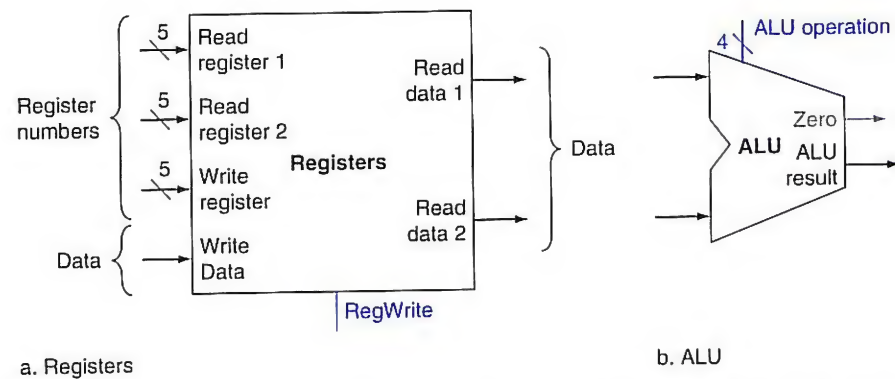 5
Read
register 1
5
Read
register 2
5
Write
register
Write
Data
Register
numbers
Data
Registers
Read
data 1
Read
data 2
Data
RegWrite
a. Registers
4
ALU operation
Zero
ALU
ALU
result
b. ALU